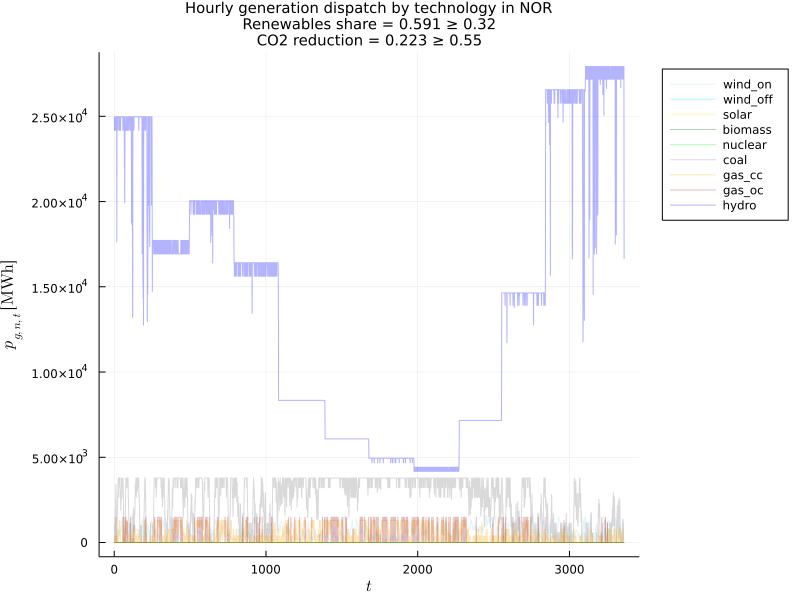 Hourly generation dispatch by technology in NOR
Renewables share = 0.591 ≥ 0.32
CO2 reduction = 0.223 ≥ 0.55
wind_on
wind_off
solar
biomass
nuclear
coal
gas_cc
gas_oc
hydro
2.50×10⁴
2.00×10⁴
1.50×10⁴
1.00×10⁴
5.00×10³
0
p g, n, t [MWh]
0 1000 2000 3000
t